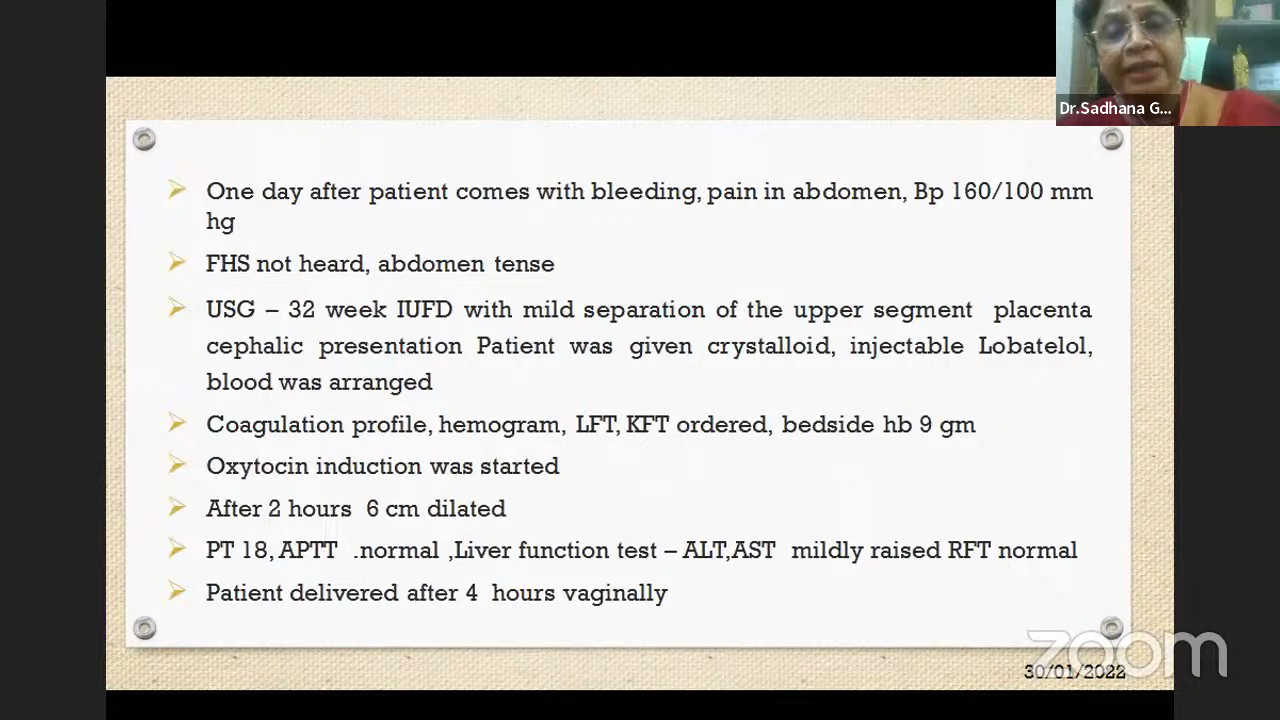 Dr.Sadhana G...
One day after patient comes with bleeding, pain in abdomen, Bp 160/100 mm
hg
FHS not heard, abdomen tense
USG – 32 week IUFD with mild separation of the upper segment placenta
cephalic presentation Patient was given crystalloid, injectable Lobatelol,
blood was arranged
Coagulation profile, hemogram, LFT, KFT ordered, bedside hb 9 gm
Oxytocin induction was started
After 2 hours 6 cm dilated
PT 18, APTT .normal ,Liver function test – ALT,AST mildly raised RFT normal
Patient delivered after 4 hours vaginally
zoom
30/01/2022